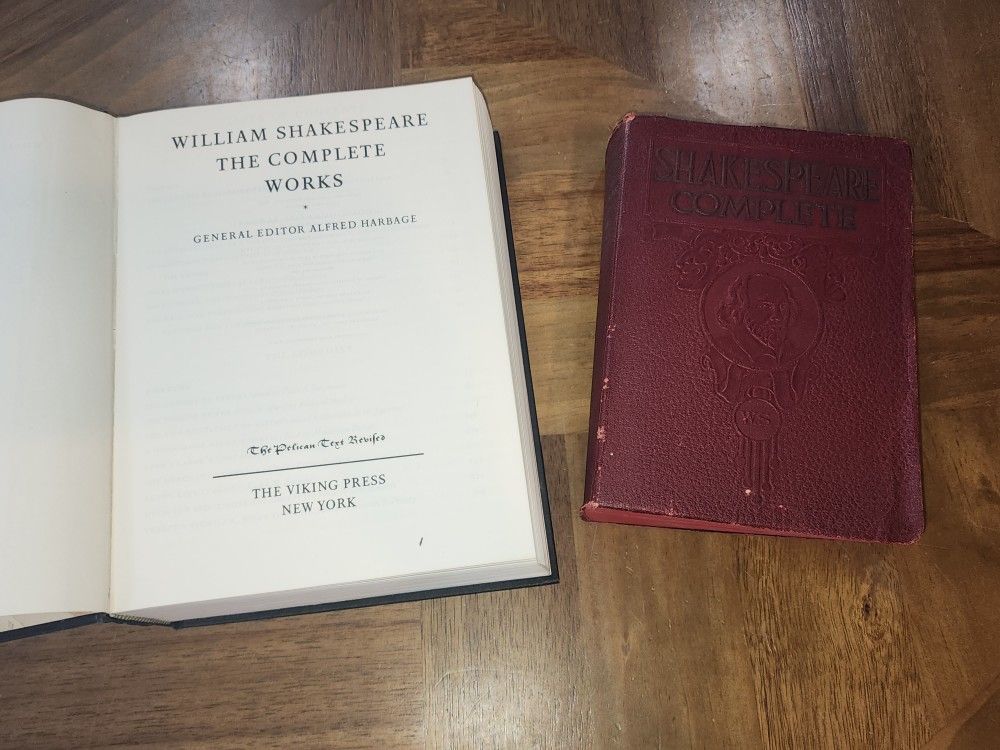 WILLIAM SHAKESPEARE
THE COMPLETE
WORKS
*
GENERAL EDITOR ALFRED HARBAGE
The Pelican Text Revised
THE VIKING PRESS
NEW YORK
SHAKESPEARE
COMPLETE